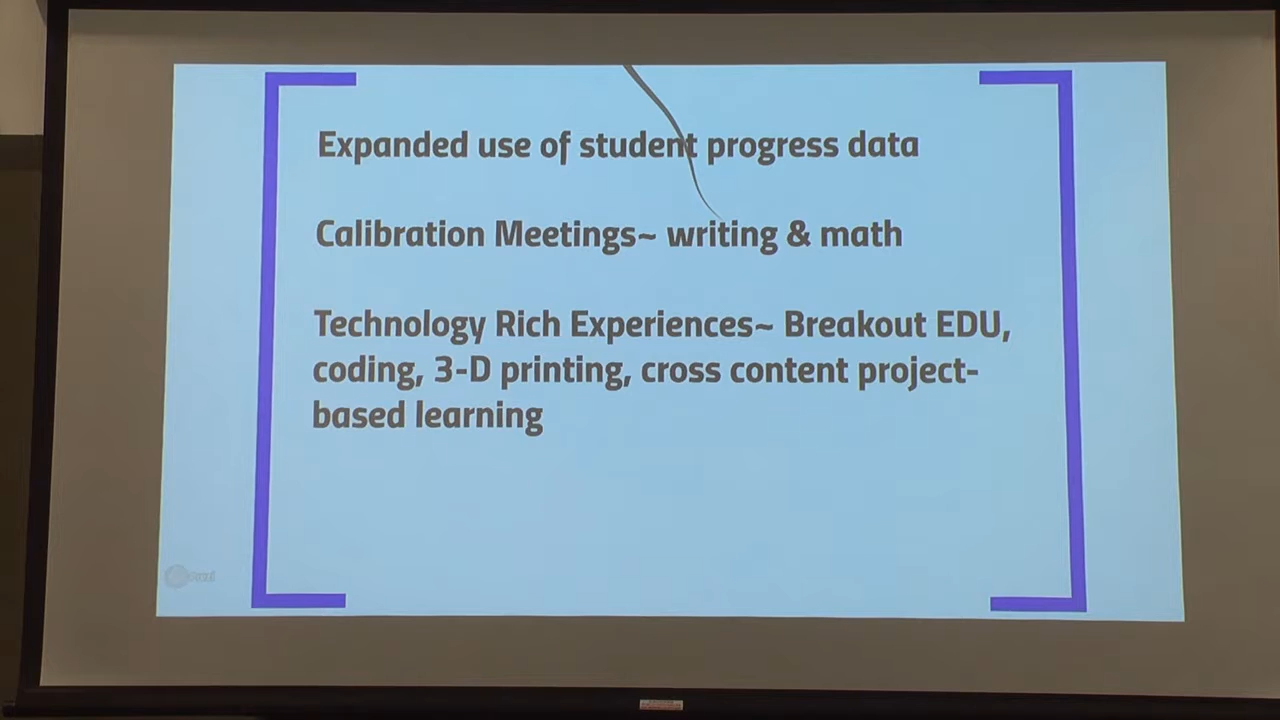 Expanded use of student progress data
Calibration Meetings~ writing & math
Technology Rich Experiences~ Breakout EDU,
coding, 3-D printing, cross content project-
based learning
Prezi